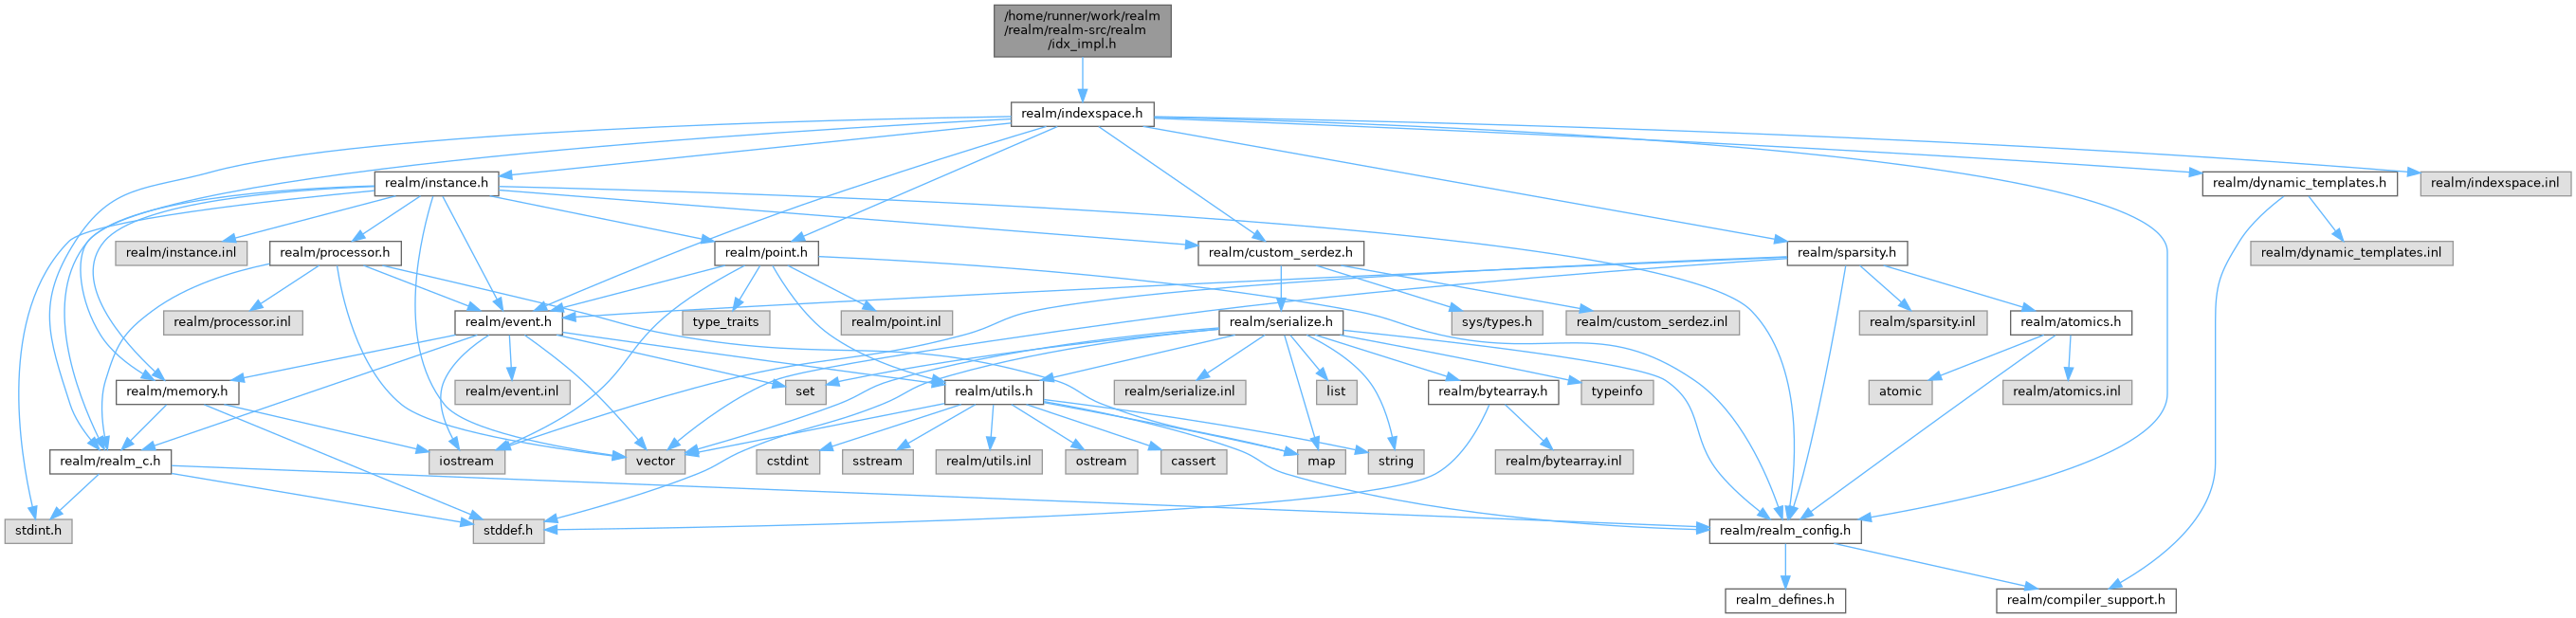 /home/runner/work/realm
/realm/realm-src/realm
/idx_impl.h
realm/indexspace.h
realm/instance.h
realm/dynamic_templates.h
realm/indexspace.inl
realm/instance.inl
realm/processor.h
realm/point.h
realm/custom_serdez.h
realm/sparsity.h
realm/dynamic_templates.inl
realm/processor.inl
realm/event.h
type_traits
realm/point.inl
realm/serialize.h
sys/types.h
realm/custom_serdez.inl
realm/sparsity.inl
realm/atomics.h
realm/memory.h
realm/event.inl
set
realm/utils.h
realm/serialize.inl
list
realm/bytearray.h
typeinfo
atomic
realm/atomics.inl
realm/realm_c.h
iostream
vector
cstdint
sstream
realm/utils.inl
ostream
cassert
map
string
realm/bytearray.inl
stdint.h
stddef.h
realm/realm_config.h
realm_defines.h
realm/compiler_support.h